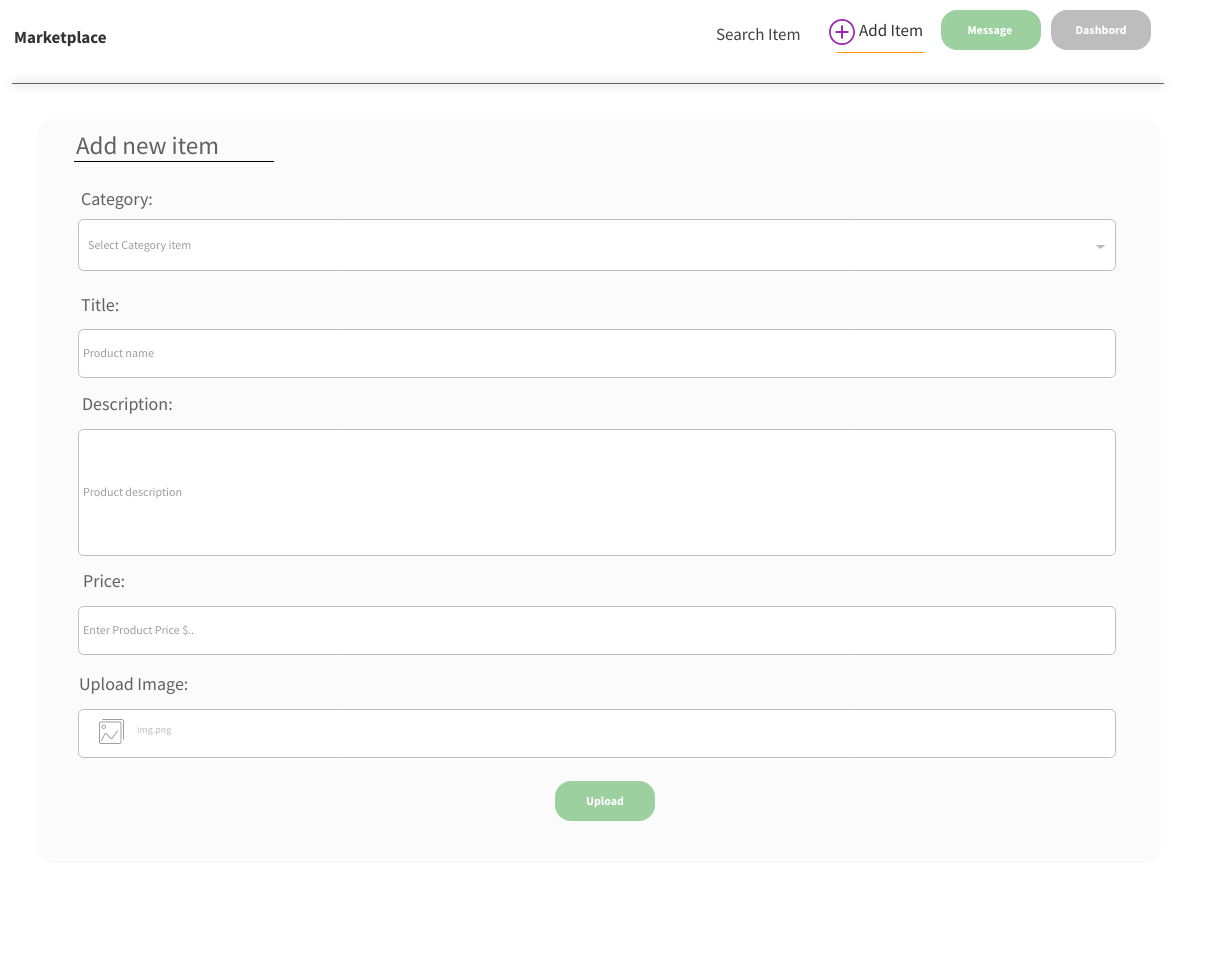 Marketplace
Search Item
Add Item
Message
Dashbord
Add new item
Category:
Select Category item
Title:
Product name
Description:
Product description
Price:
Enter Product Price $..
Upload Image:
img.png
Upload